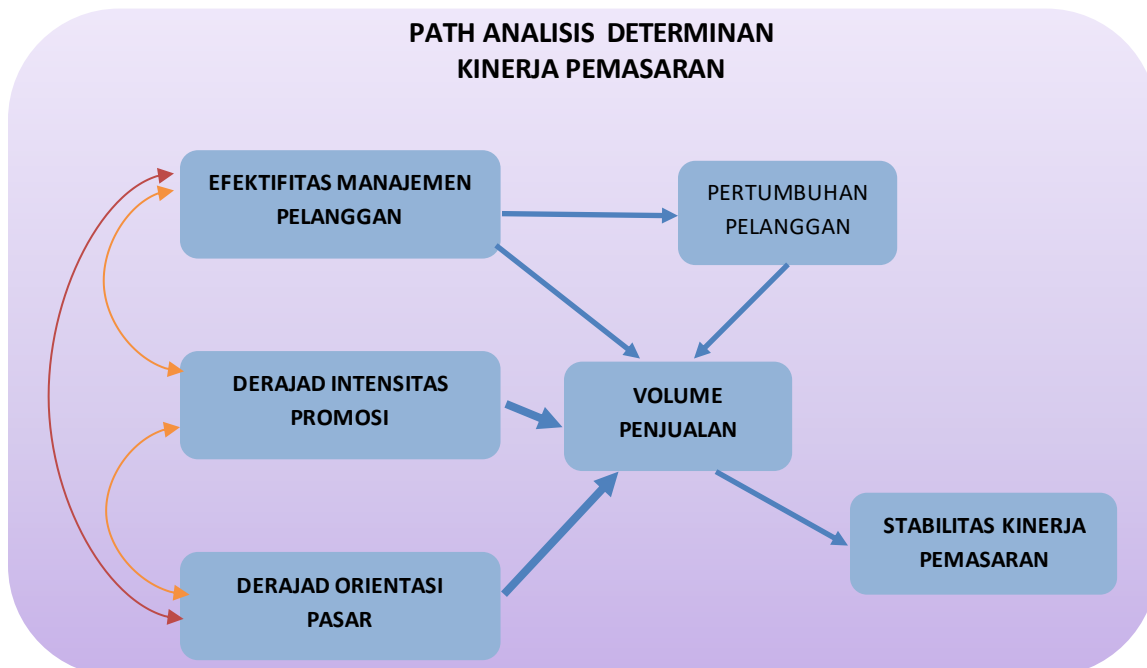 PATH ANALISIS DETERMINAN
KINERJA PEMASARAN
EFEKTIFITAS MANAJEMEN
PELANGGAN
PERTUMBUHAN
PELANGGAN
DERAJAD INTENSITAS
PROMOSI
VOLUME
PENJUALAN
STABILITAS KINERJA
PEMASARAN
DERAJAD ORIENTASI
PASAR